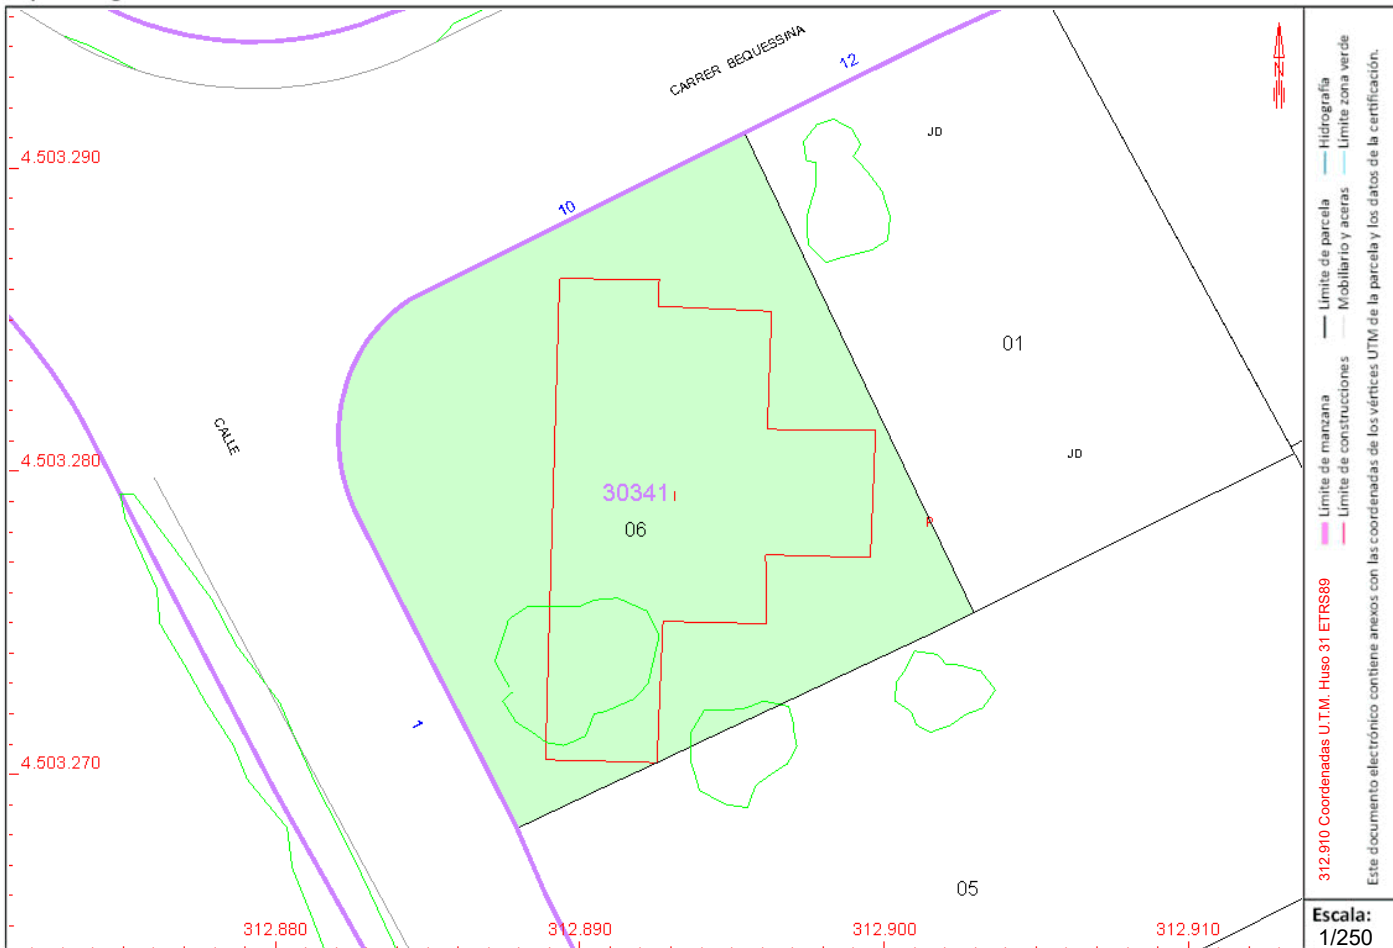 CARRER BEQUESSINA
12
JD
4.503.290
10
01
CALLE
4.503.280
JD
30341
I
06
P
1
4.503.270
05
312.880
312.890
312.900
312.910
N
Hidrografía
Límite zona verde
Límite de parcela
Mobiliario y aceras
Límite de manzana
Límite de construcciones
312.910 Coordenadas U.T.M. Huso 31 ETRS89
Este documento electrónico contiene anexos con las coordenadas de los vértices UTM de la parcela y los datos de la certificación.
Escala:
1/250